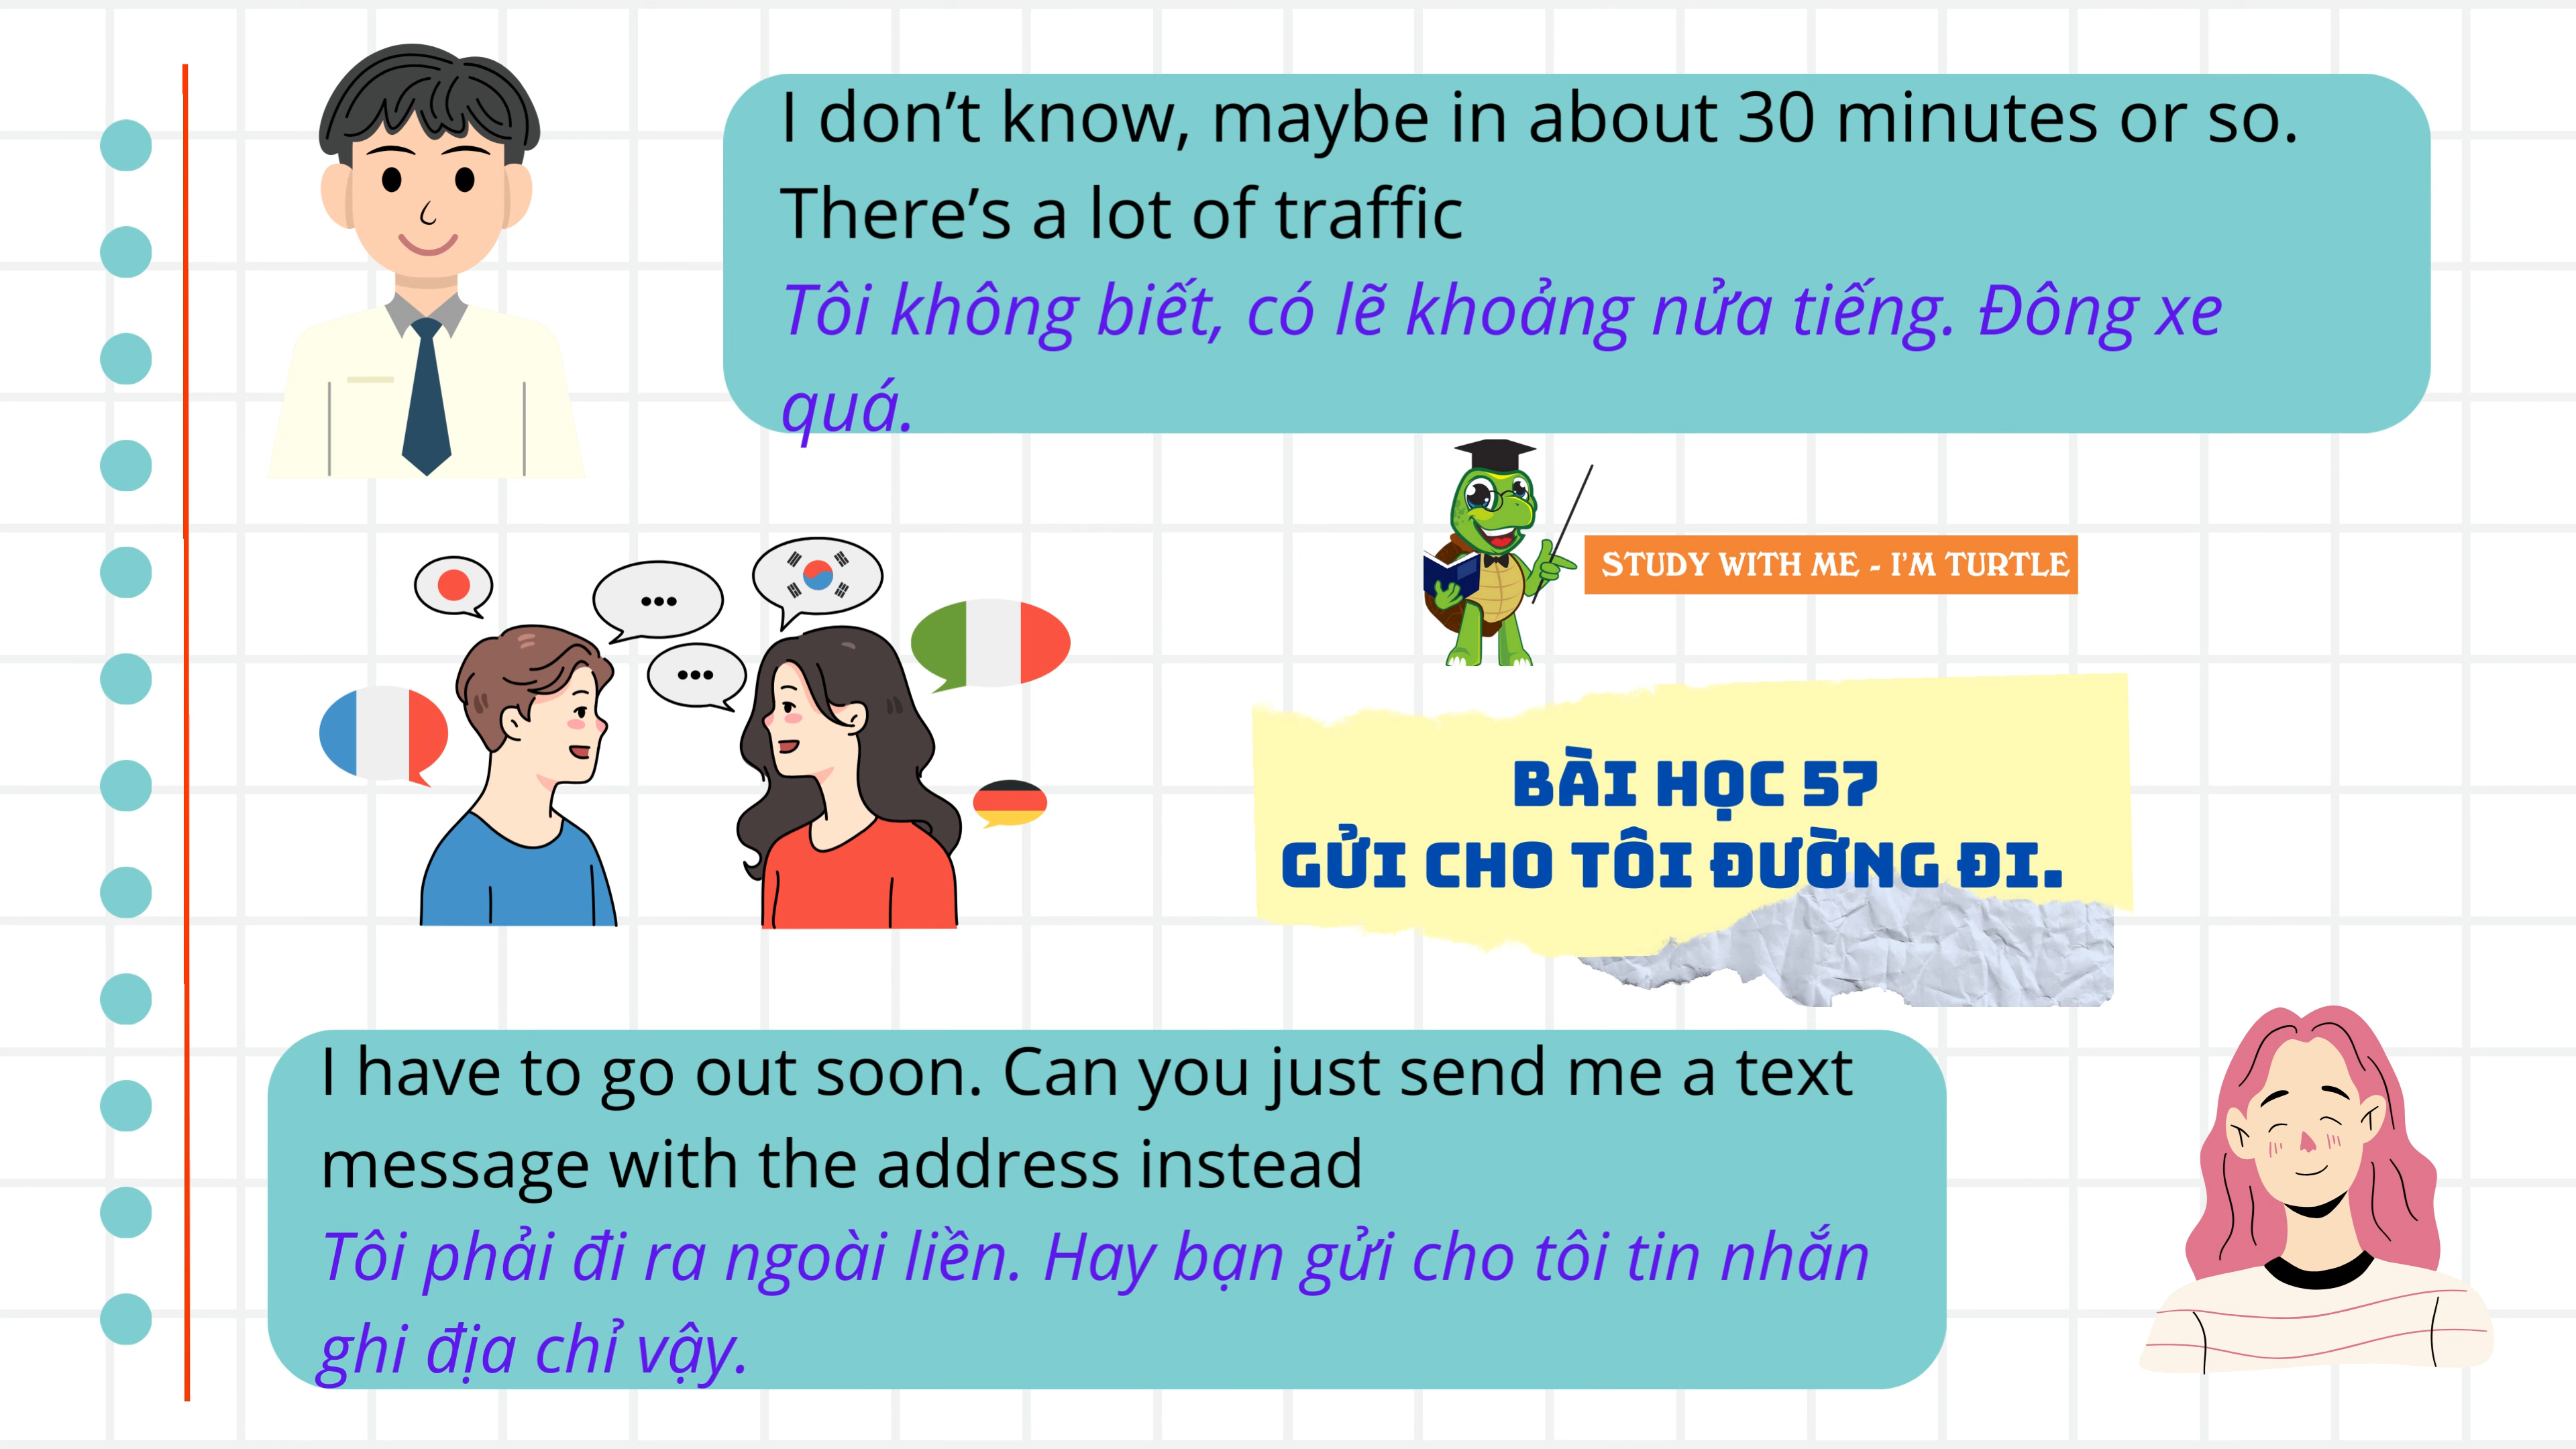 I don’t know, maybe in about 30 minutes or so.
There’s a lot of traffic
Tôi không biết, có lẽ khoảng nửa tiếng. Đông xe
quá.
STUDY WITH ME - I'M TURTLE
BÀI HỌC 57
GỬI CHO TÔI ĐƯỜNG ĐI.
I have to go out soon. Can you just send me a text
message with the address instead
Tôi phải đi ra ngoài liền. Hay bạn gửi cho tôi tin nhắn
ghi địa chỉ vậy.